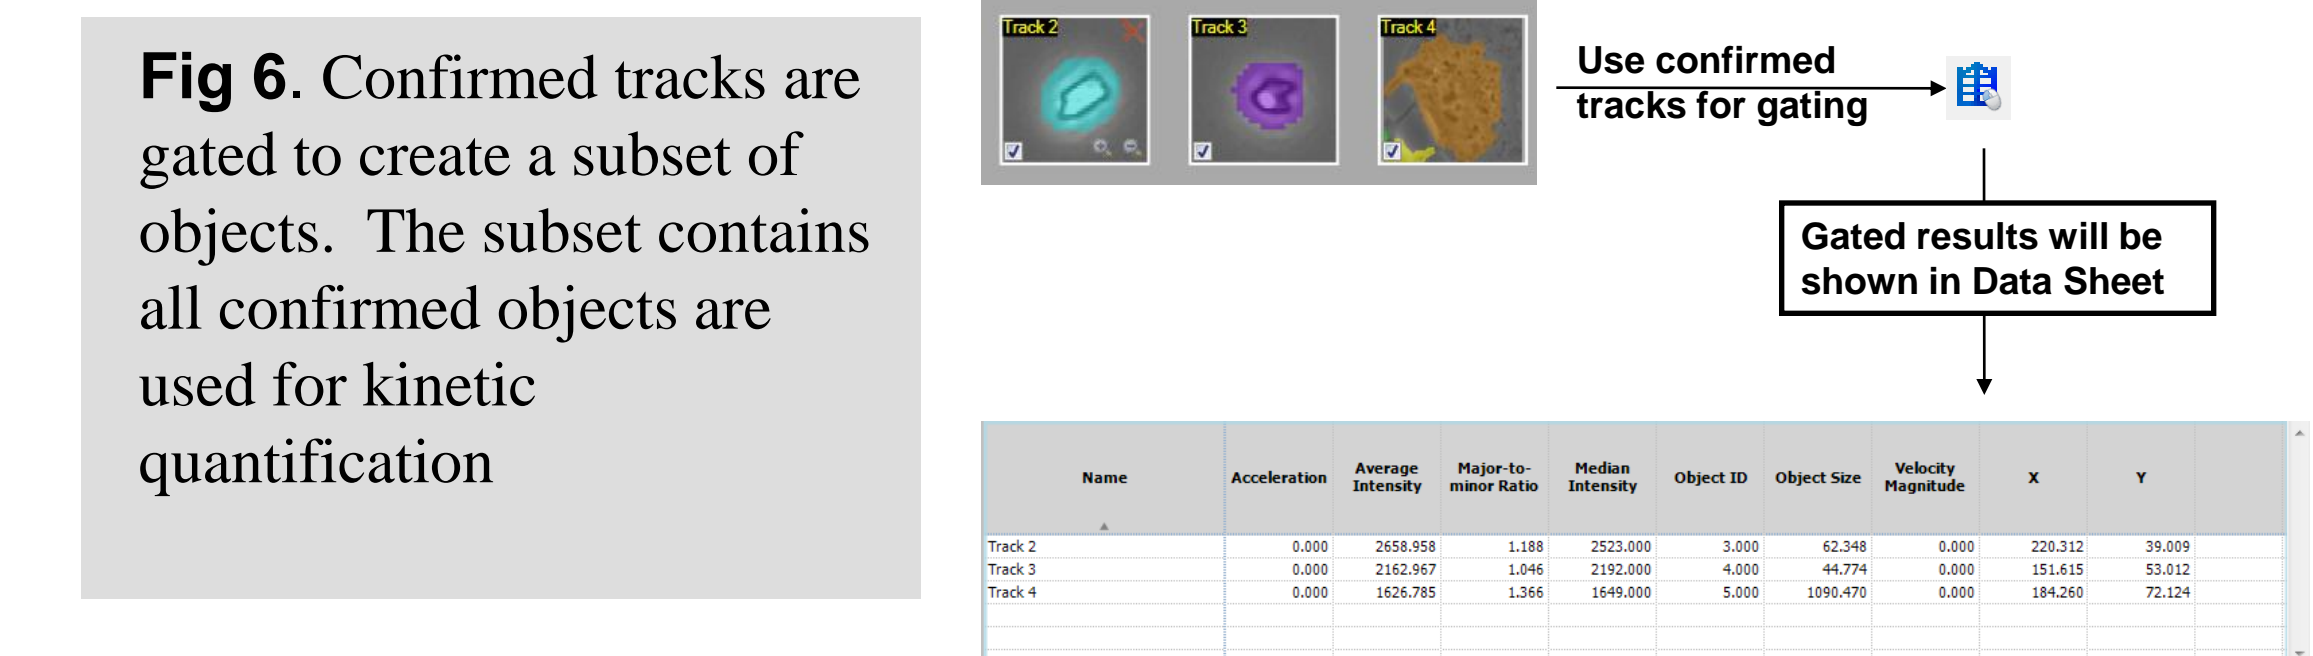 Fig 6. Confirmed tracks are
gated to create a subset of
objects.  The subset contains
all confirmed objects are
used for kinetic
quantification
Track 2
Track 3
Track 4
Use confirmed
tracks for gating
Gated results will be
shown in Data Sheet
Name Acceleration Average Intensity Major-to-minor Ratio Median Intensity Object ID Object Size Velocity Magnitude X Y
Track 2 0.000 2658.958 1.188 2523.000 3.000 62.348 0.000 220.312 39.009
Track 3 0.000 2162.967 1.046 2192.000 4.000 44.774 0.000 151.615 53.012
Track 4 0.000 1626.785 1.366 1649.000 5.000 1090.470 0.000 184.260 72.124